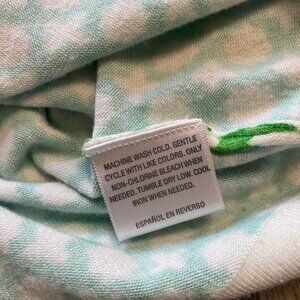 MACHINE WASH COLD. GENTLE
CYCLE WITH LIKE COLORS. ONLY
NON-CHLORINE BLEACH WHEN
NEEDED. TUMBLE DRY LOW. COOL
IRON WHEN NEEDED.
ESPAÑOL EN REVERSO